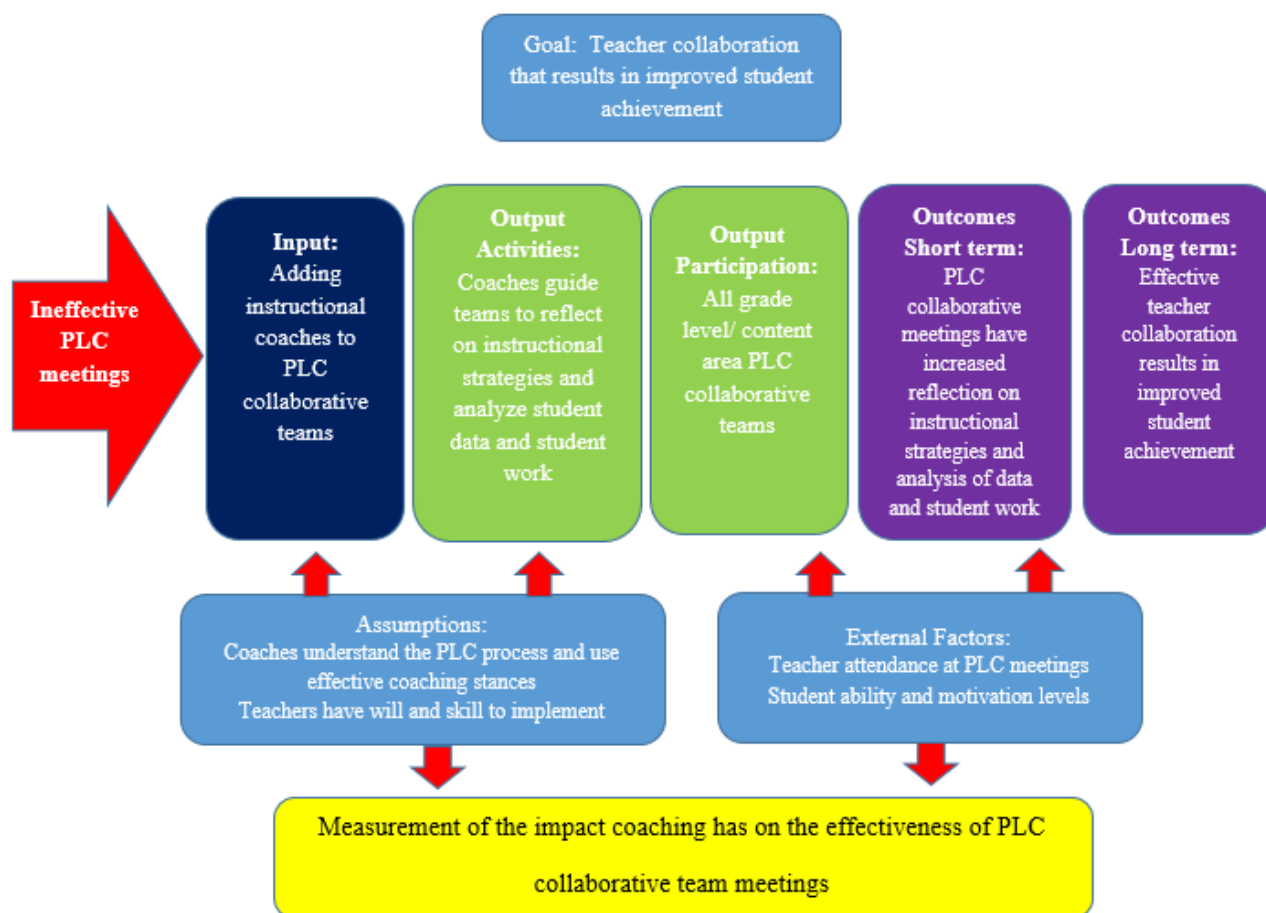 Goal:  Teacher collaboration
that results in improved student
achievement
Ineffective
PLC
meetings
Input:
Adding
instructional
coaches to
PLC
collaborative
teams
Output
Activities:
Coaches guide
teams to reflect
on instructional
strategies and
analyze student
data and student
work
Output
Participation:
All grade
level/ content
area PLC
collaborative
teams
Outcomes
Short term:
PLC
collaborative
meetings have
increased
reflection on
instructional
strategies and
analysis of data
and student work
Outcomes
Long term:
Effective
teacher
collaboration
results in
improved
student
achievement
Assumptions:
Coaches understand the PLC process and use
effective coaching stances
Teachers have will and skill to implement
External Factors:
Teacher attendance at PLC meetings
Student ability and motivation levels
Measurement of the impact coaching has on the effectiveness of PLC
collaborative team meetings